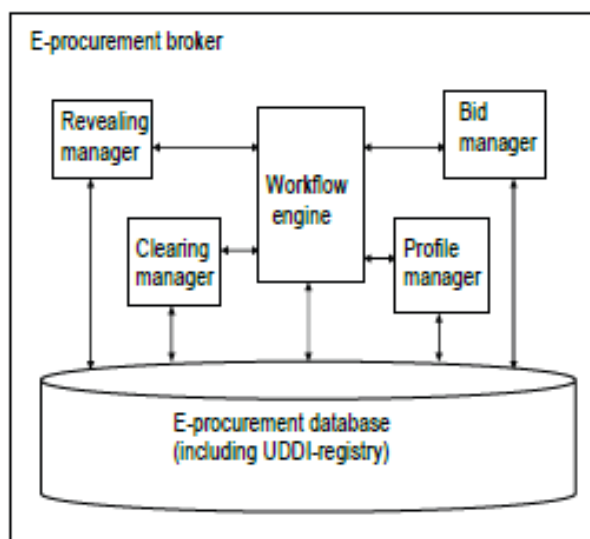 E-procurement broker
Revealing
manager
Bid
manager
Workflow
engine
Clearing
manager
Profile
manager
E-procurement database
(including UDDI-registry)